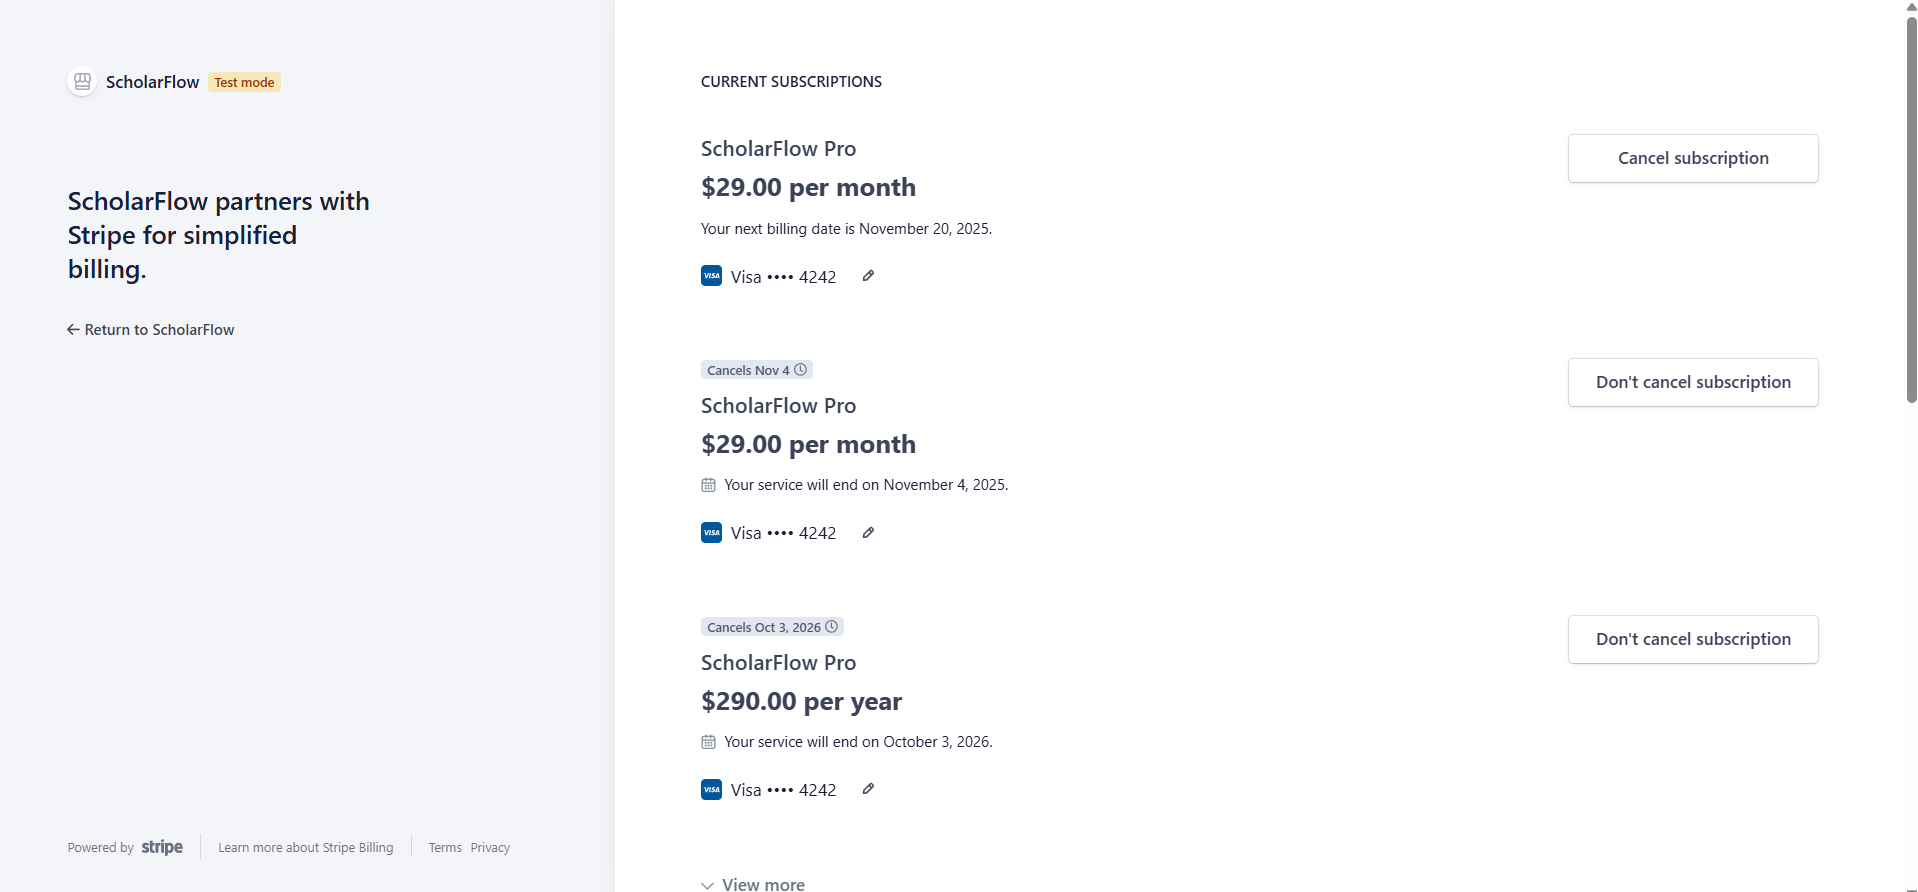 ScholarFlow Test mode
ScholarFlow partners with
Stripe for simplified
billing.
Return to ScholarFlow
Powered by stripe Learn more about Stripe Billing Terms Privacy
CURRENT SUBSCRIPTIONS
ScholarFlow Pro
Cancel subscription
$29.00 per month
Your next billing date is November 20, 2025.
VISA Visa •••• 4242
Cancels Nov 4
Don't cancel subscription
ScholarFlow Pro
$29.00 per month
Your service will end on November 4, 2025.
VISA Visa •••• 4242
Cancels Oct 3, 2026
Don't cancel subscription
ScholarFlow Pro
$290.00 per year
Your service will end on October 3, 2026.
VISA Visa •••• 4242
View more